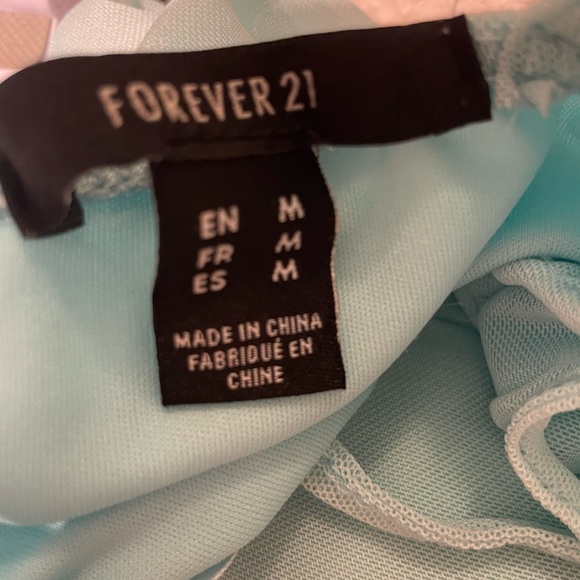 FOREVER 21
EN M
FR M
ES M
MADE IN CHINA
FABRIQUÉ EN
CHINE